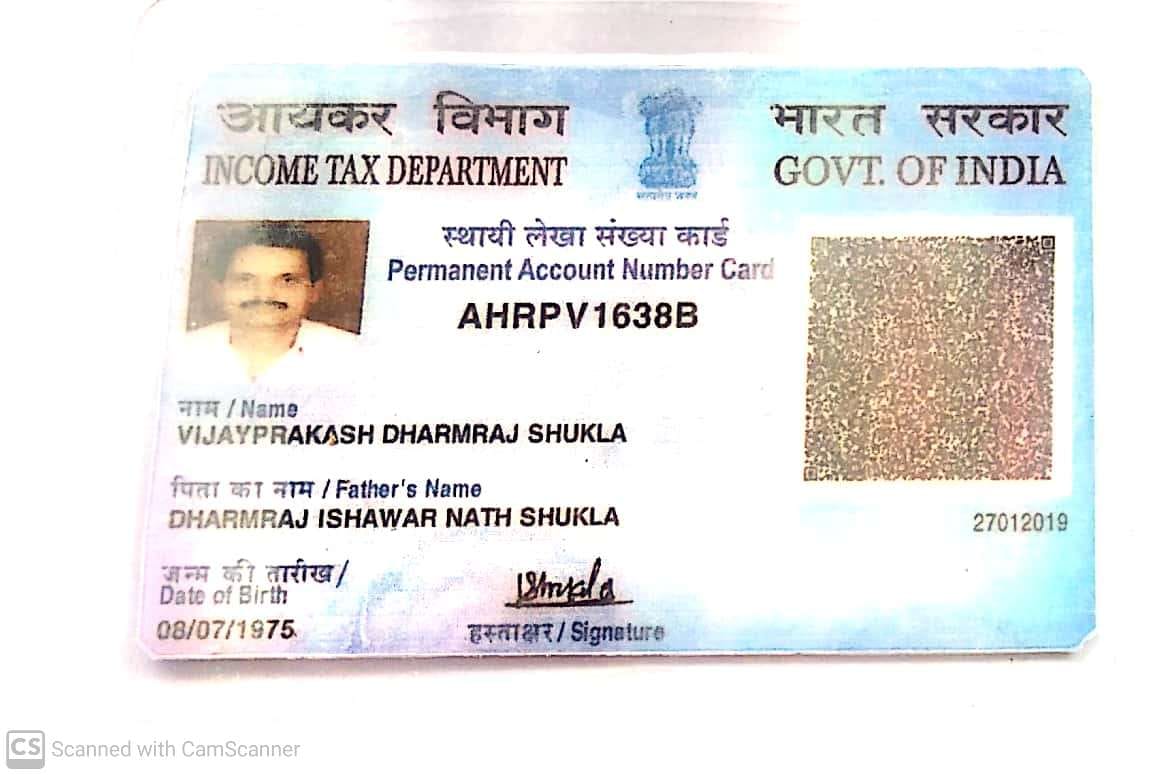 आयकर विभाग
INCOME TAX DEPARTMENT
भारत सरकार
GOVT. OF INDIA
सत्यमेव जयते
स्थायी लेखा संख्या कार्ड
Permanent Account Number Card
AHRPV1638B
नाम / Name
VIJAYPRAKASH DHARMRAJ SHUKLA
पिता का नाम / Father's Name
DHARMRAJ ISHAWAR NATH SHUKLA
27012019
जन्म की तारीख /
Date of Birth
08/07/1975
Shukla
हस्ताक्षर / Signature
CS Scanned with CamScanner